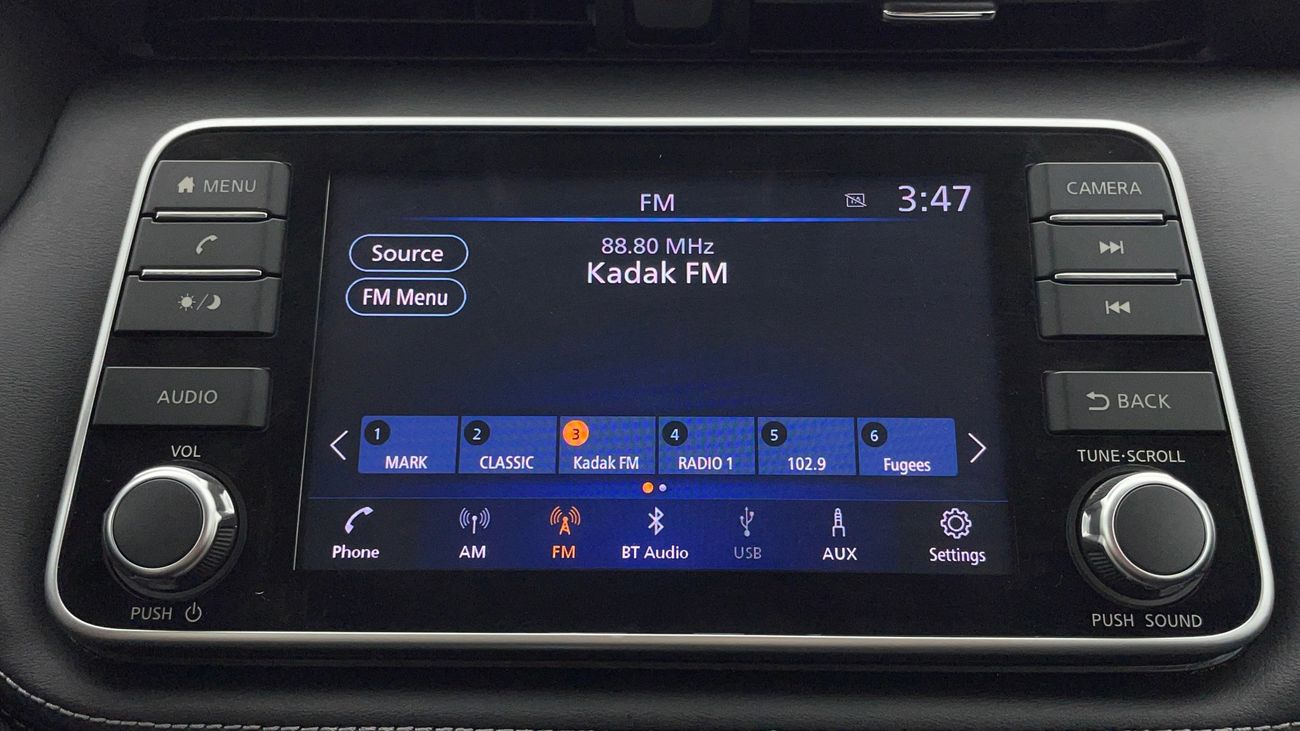 MENU
AUDIO
VOL
PUSH
FM
TA
3:47
Source
88.80 MHz
Kadak FM
FM Menu
1
MARK
2
CLASSIC
3
Kadak FM
4
RADIO 1
5
102.9
6
Fugees
Phone
AM
FM
BT Audio
USB
AUX
Settings
CAMERA
BACK
TUNE·SCROLL
PUSH SOUND